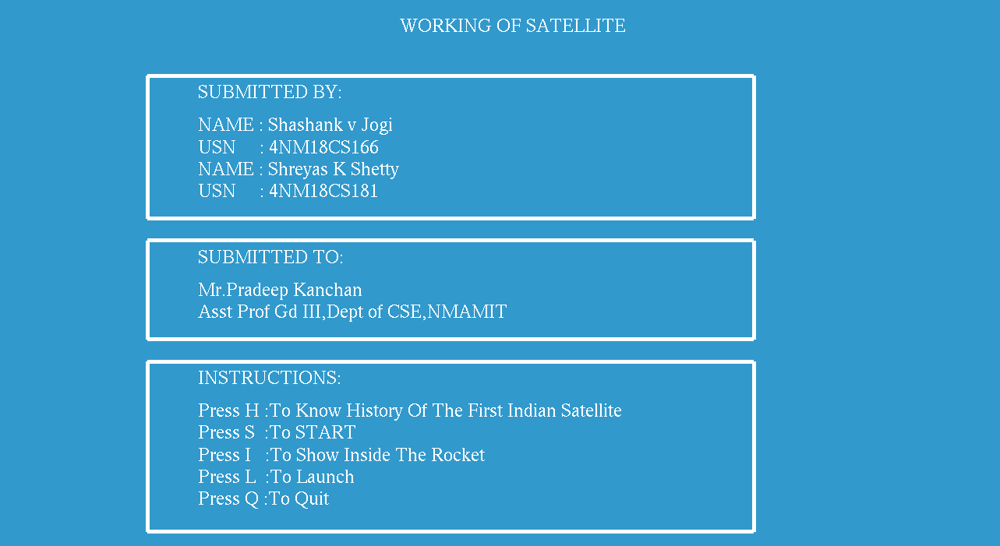 WORKING OF SATELLITE
SUBMITTED BY:
NAME : Shashank v Jogi
USN : 4NM18CS166
NAME : Shreyas K Shetty
USN : 4NM18CS181
SUBMITTED TO:
Mr.Pradeep Kanchan
Asst Prof Gd III,Dept of CSE,NMAMIT
INSTRUCTIONS:
Press H :To Know History Of The First Indian Satellite
Press S :To START
Press I :To Show Inside The Rocket
Press L :To Launch
Press Q :To Quit